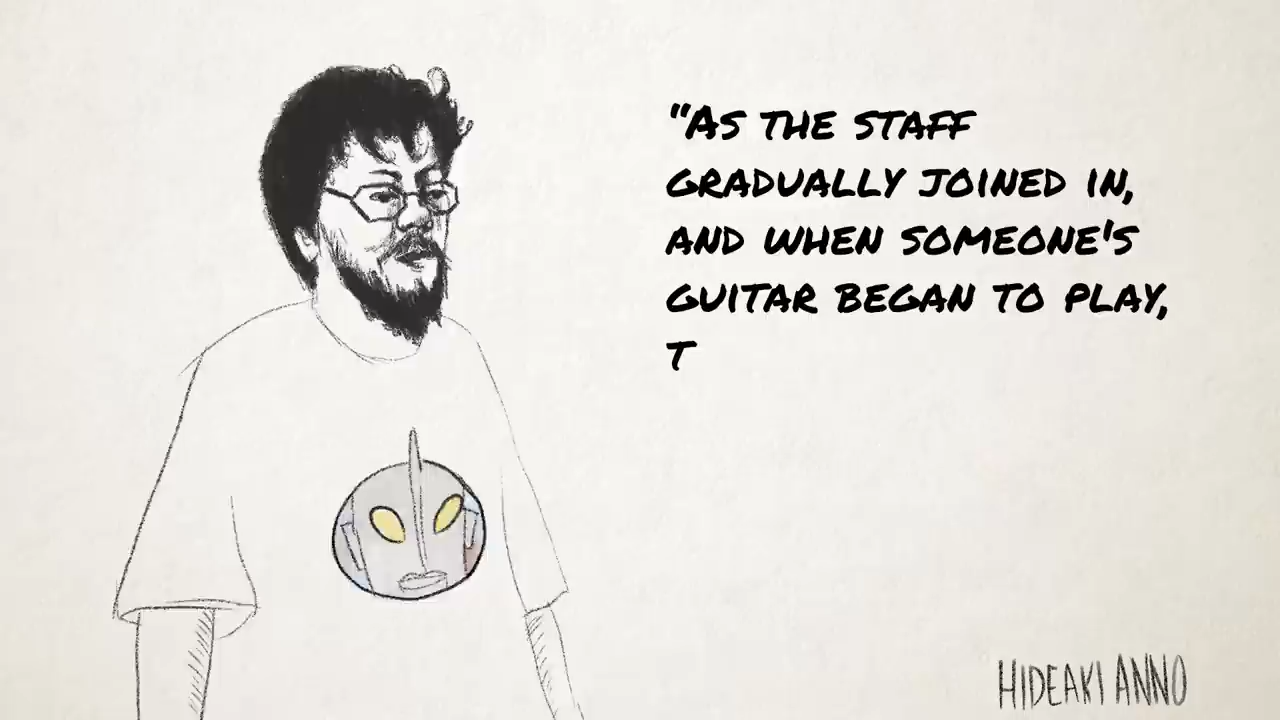 "AS THE STAFF
GRADUALLY JOINED IN,
AND WHEN SOMEONE'S
GUITAR BEGAN TO PLAY,
T
HIDEAKI ANNO